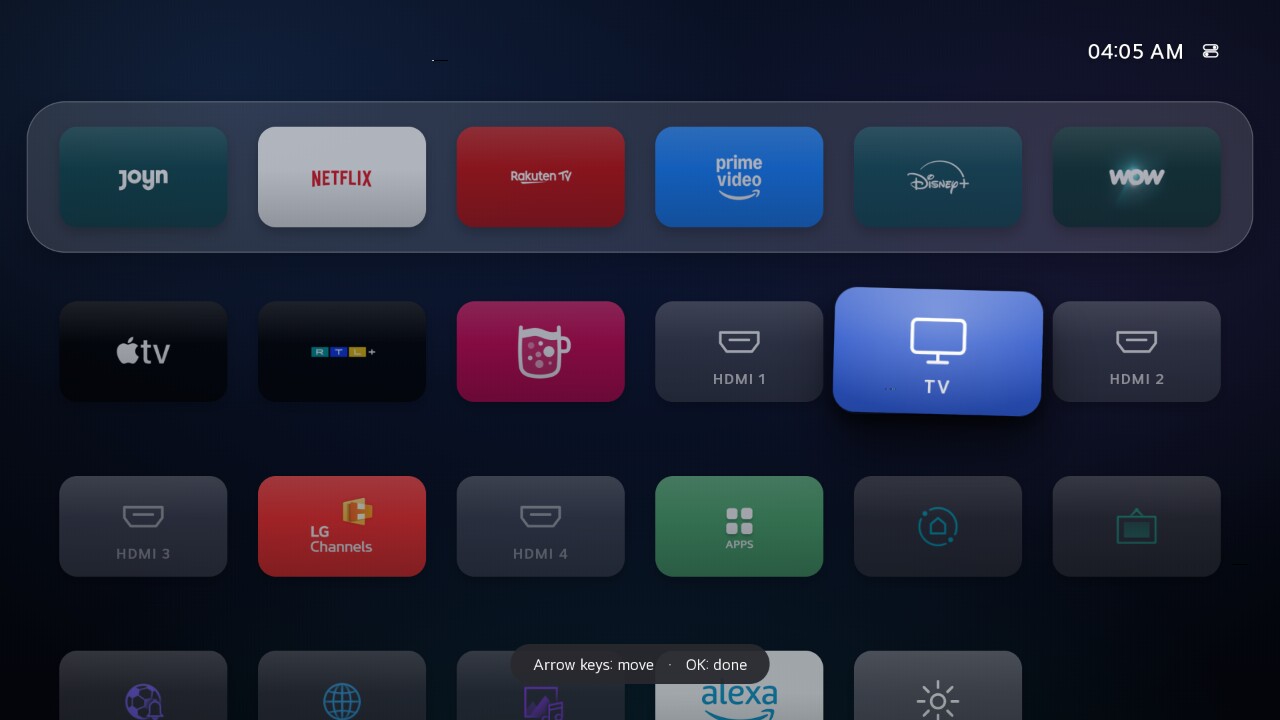 04:05 AM
joyn
NETFLIX
Rakuten TV
prime
video
Disney+
WOW
tv
RTL+
HDMI 1
TV
HDMI 2
HDMI 3
LG
Channels
HDMI 4
APPS
Arrow keys: move · OK: done
alexa